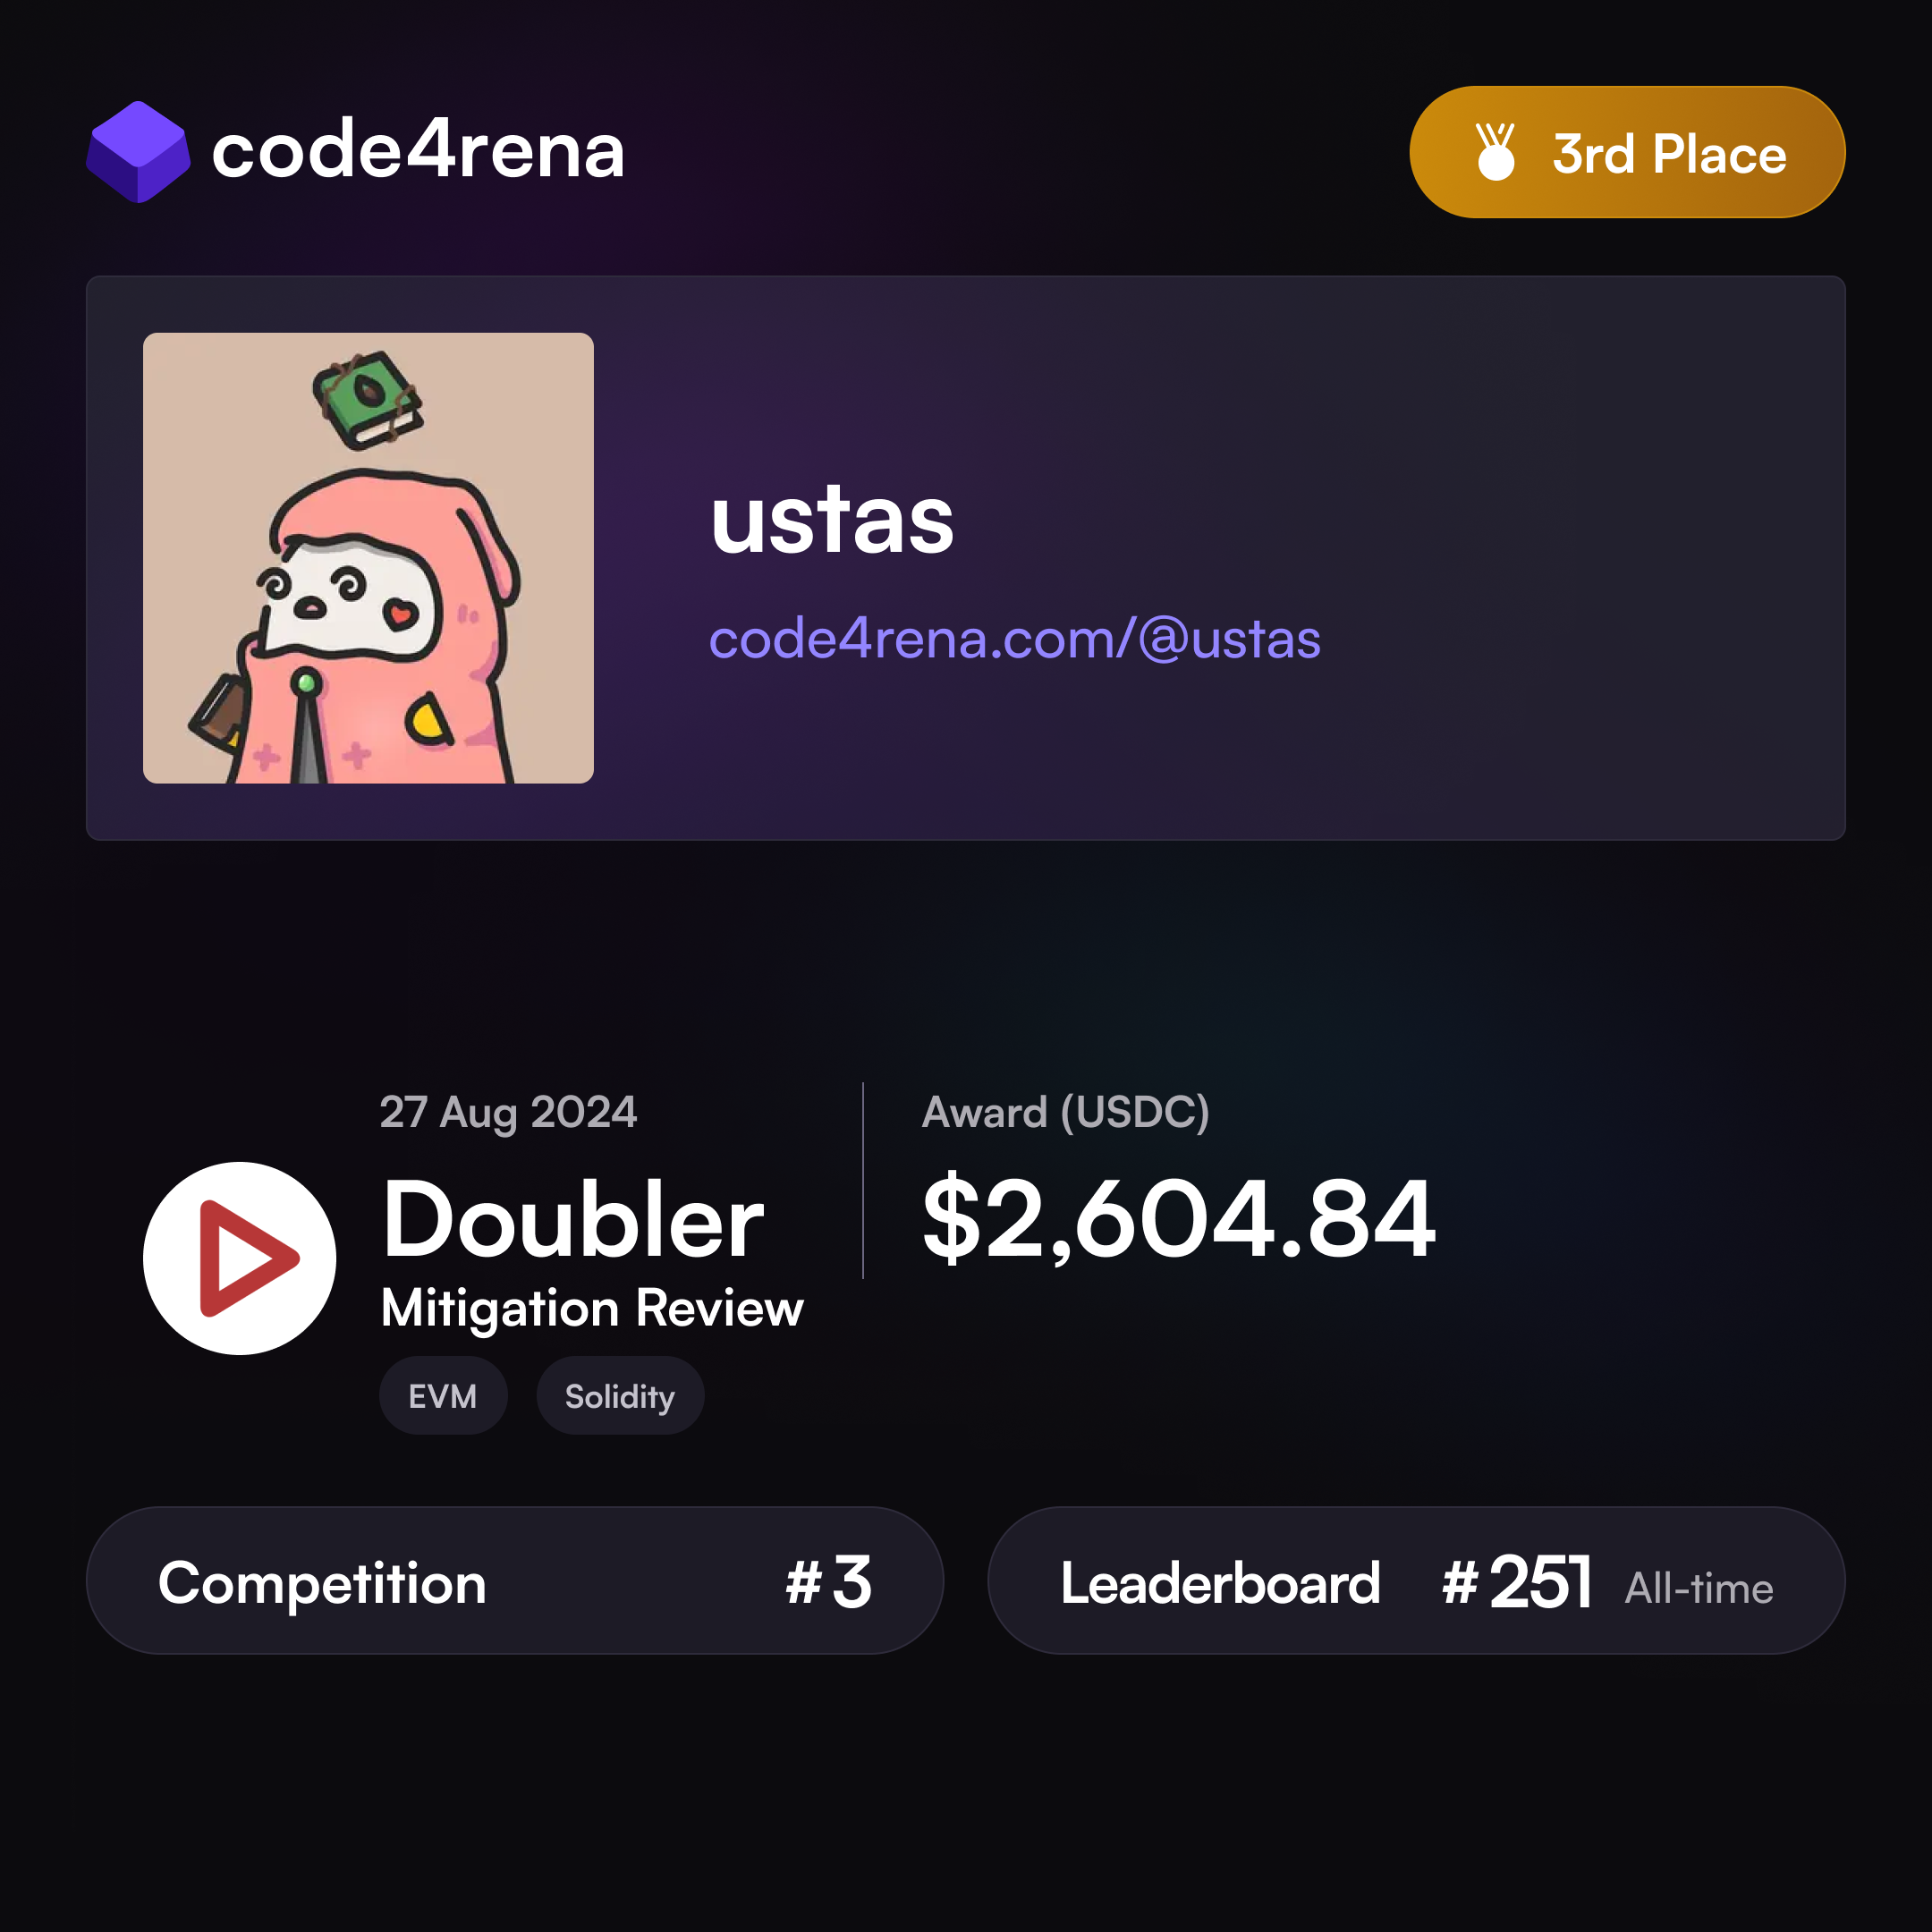 code4rena
3rd Place
ustas
code4rena.com/@ustas
27 Aug 2024
Doubler
Mitigation Review
EVM Solidity
Award (USDC)
$2,604.84
Competition #3
Leaderboard #251 All-time